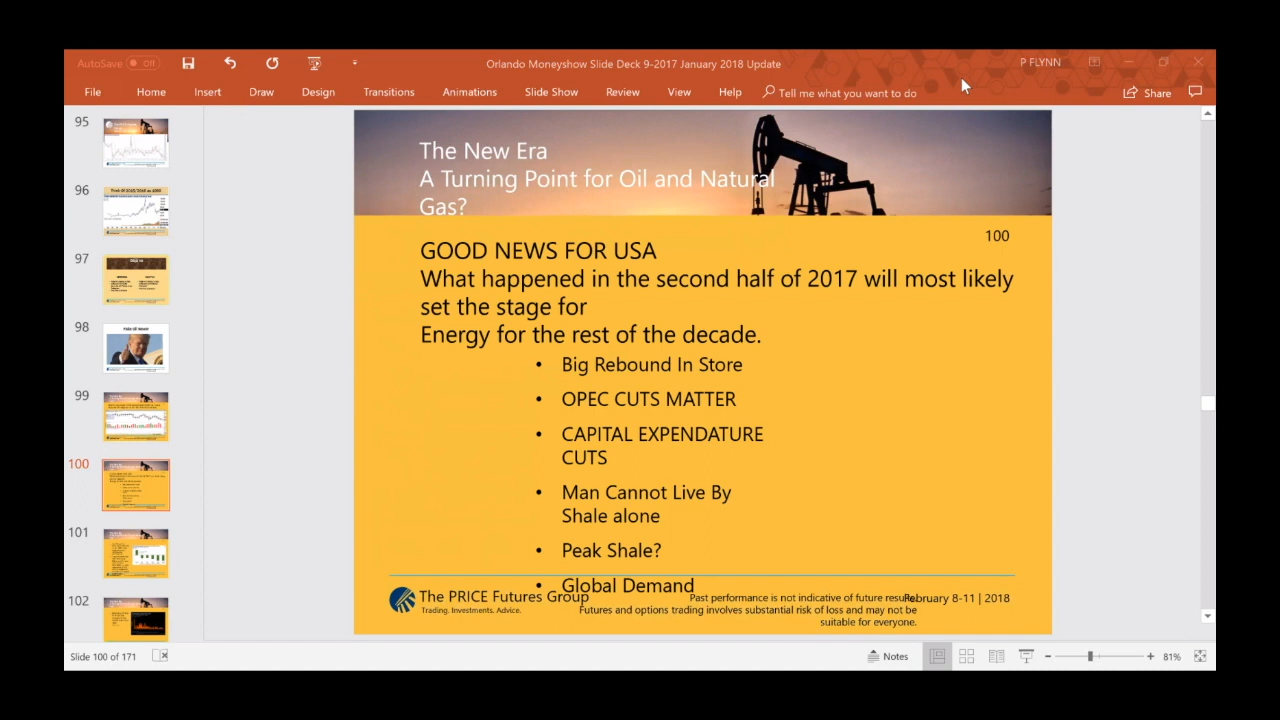 AutoSave Off
Orlando Moneyshow Slide Deck 9-2017 January 2018 Update
P FLYNN
File Home Insert Draw Design Transitions Animations Slide Show Review View Help Tell me what you want to do Share
95
96
97
98
99
100
101
102
The New Era
A Turning Point for Oil and Natural
Gas?
100
GOOD NEWS FOR USA
What happened in the second half of 2017 will most likely
set the stage for
Energy for the rest of the decade.
• Big Rebound In Store
• OPEC CUTS MATTER
• CAPITAL EXPENDATURE
CUTS
• Man Cannot Live By
Shale alone
• Peak Shale?
• Global Demand
The PRICE Futures Group
Trading. Investments. Advice.
Past performance is not indicative of future results.
Futures and options trading involves substantial risk of loss and may not be
suitable for everyone.
February 8-11 | 2018
Slide 100 of 171
Notes
81%